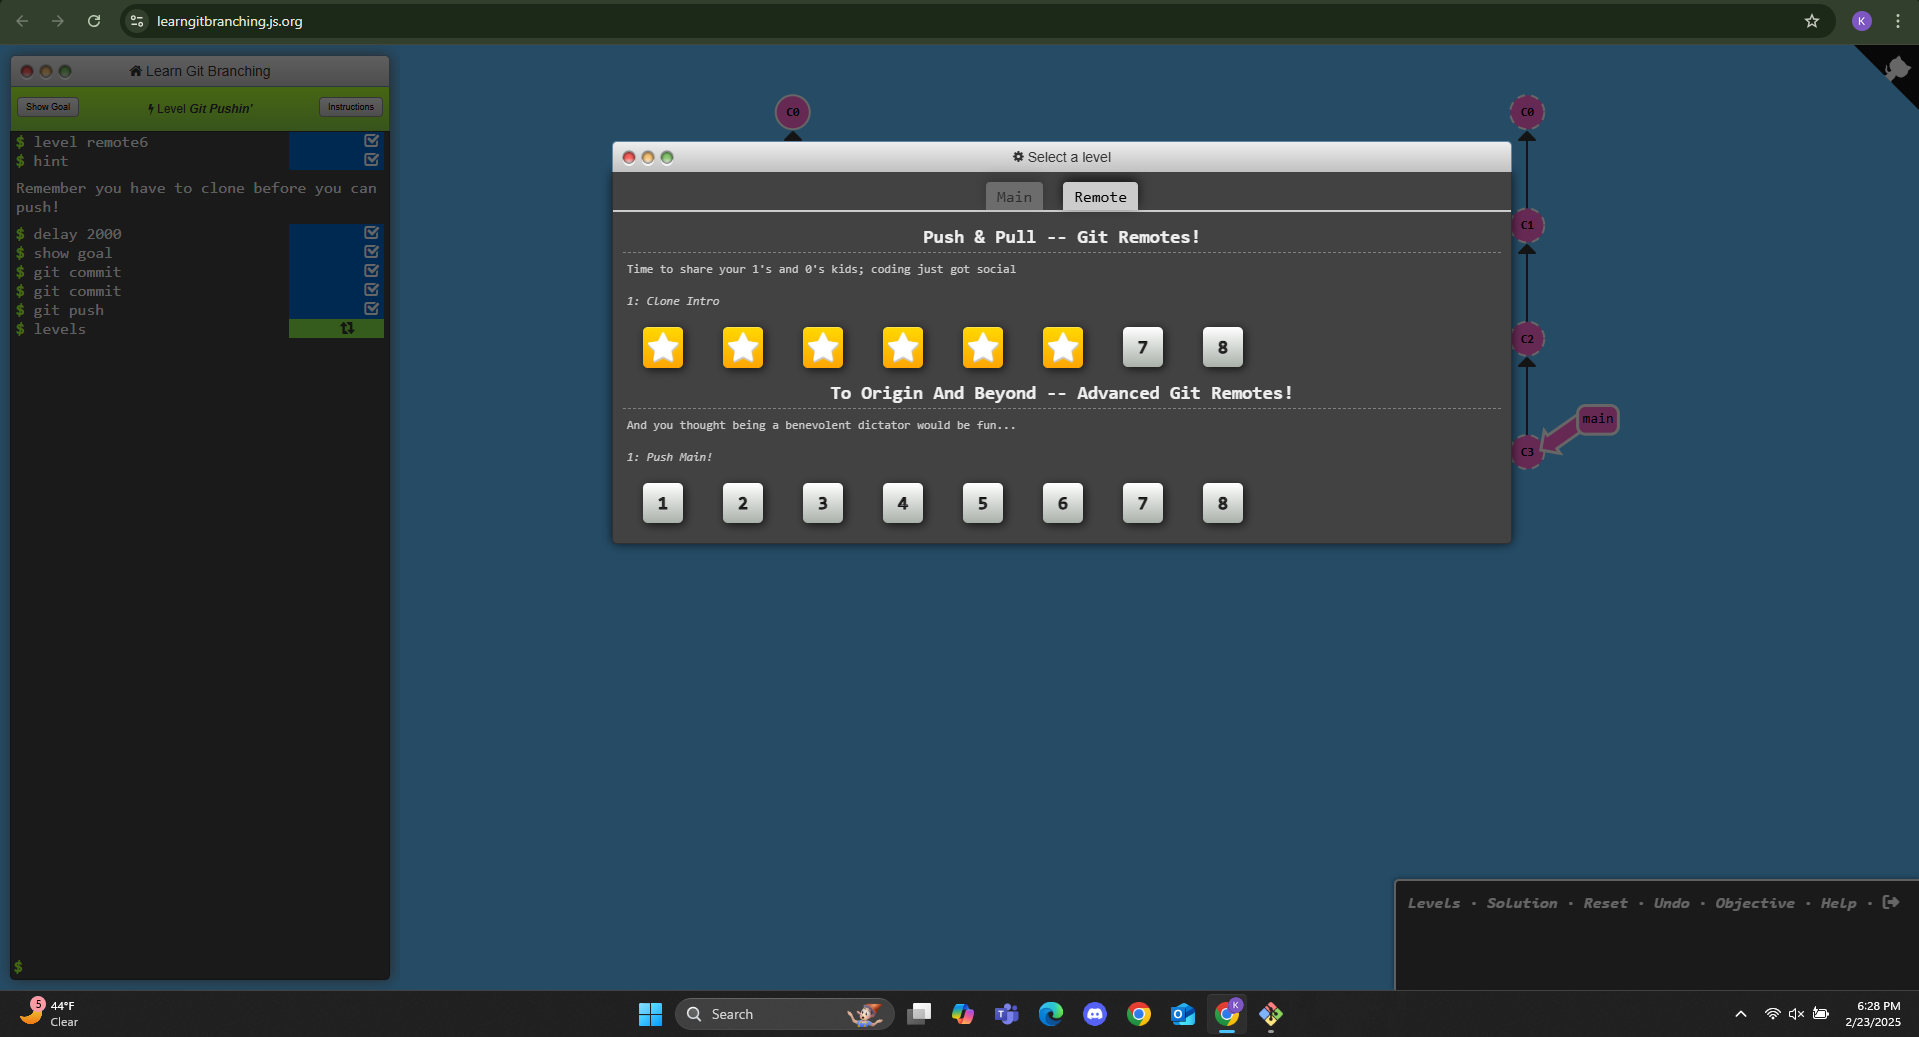 learngitbranching.js.org
K
Learn Git Branching
Show Goal
Level Git Pushin'
Instructions
$ level remote6
$ hint
Remember you have to clone before you can
push!
$ delay 2000
$ show goal
$ git commit
$ git commit
$ git push
$ levels
$
C0
Select a level
Main
Remote
Push & Pull -- Git Remotes!
Time to share your 1's and 0's kids; coding just got social
1: Clone Intro
7
8
To Origin And Beyond -- Advanced Git Remotes!
And you thought being a benevolent dictator would be fun...
1: Push Main!
1
2
3
4
5
6
7
8
C0
C1
C2
main
C3
Levels · Solution · Reset · Undo · Objective · Help ·
5
44°F
Clear
Search
K
6:28 PM
2/23/2025